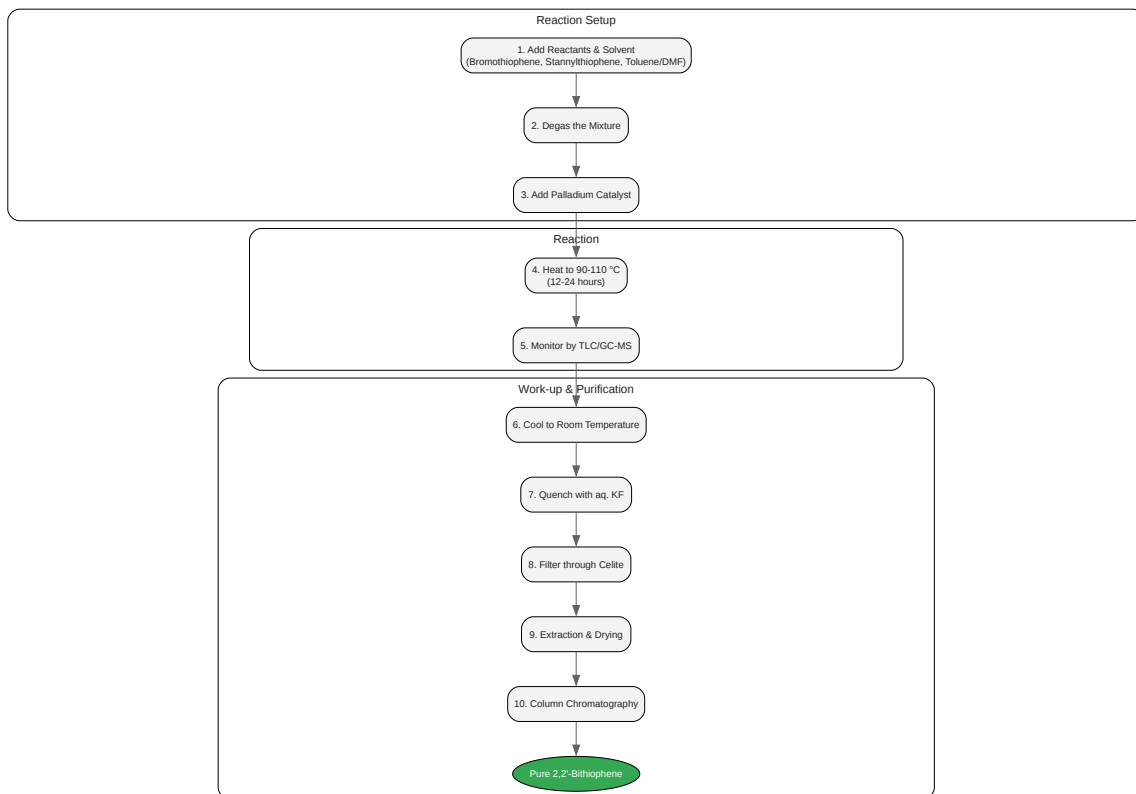 Reaction Setup
1. Add Reactants & Solvent
(Bromothiophene, Stannylthiophene, Toluene/DMF)
2. Degas the Mixture
3. Add Palladium Catalyst
Reaction
4. Heat to 90-110 °C
(12-24 hours)
5. Monitor by TLC/GC-MS
Work-up & Purification
6. Cool to Room Temperature
7. Quench with aq. KF
8. Filter through Celite
9. Extraction & Drying
10. Column Chromatography
Pure 2,2'-Bithiophene